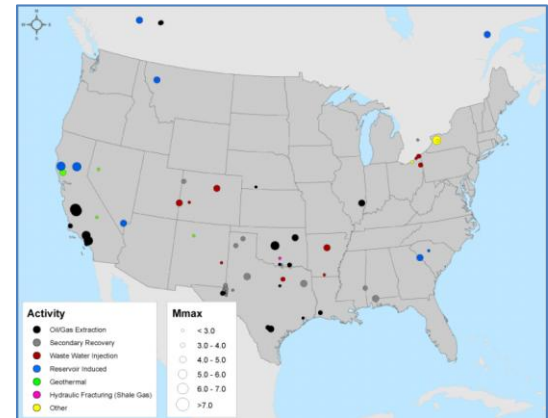 N
W
E
S
Activity
Oil/Gas Extraction
Secondary Recovery
Waste Water Injection
Reservoir Induced
Geothermal
Hydraulic Fracturing (Shale Gas)
Other
Mmax
< 3.0
3.0 - 4.0
4.0 - 5.0
5.0 - 6.0
6.0 - 7.0
>7.0